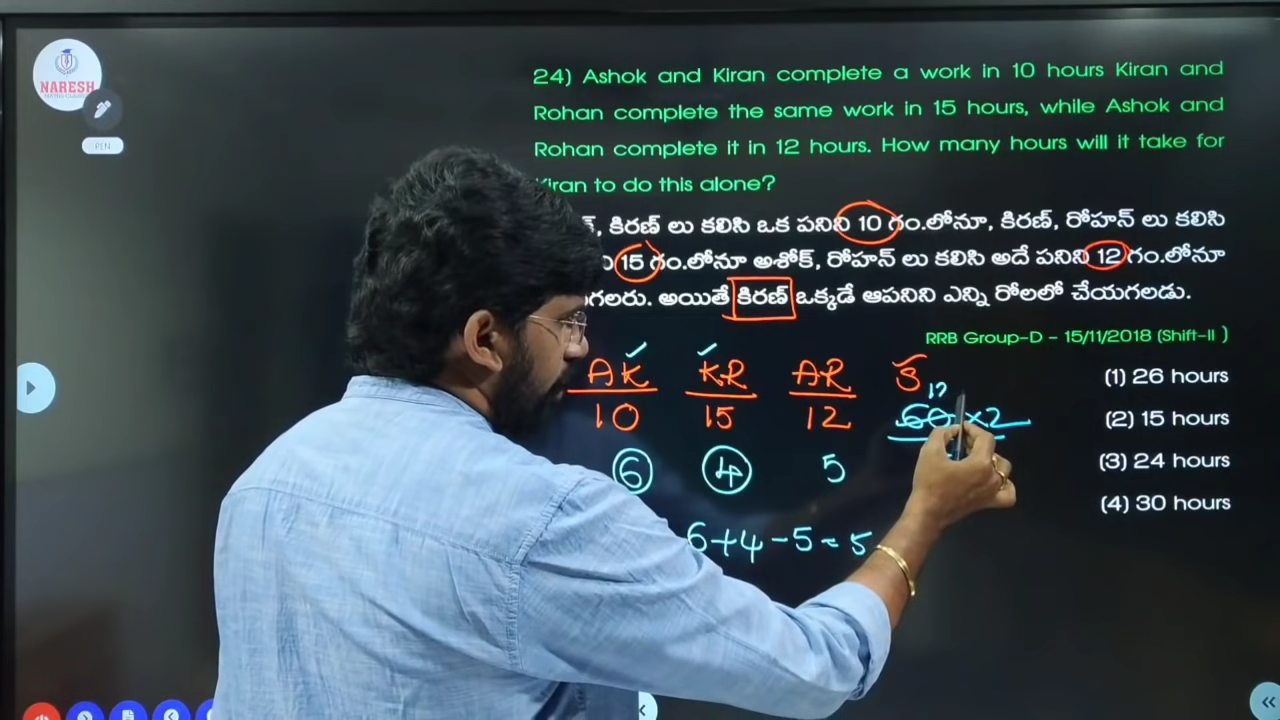 NARESH
PEN
24) Ashok and Kiran complete a work in 10 hours Kiran and
Rohan complete the same work in 15 hours, while Ashok and
Rohan complete it in 12 hours. How many hours will it take for
Kiran to do this alone?
కిరణ్ లు కలిసి ఒక పనిని 10 గం.లోనూ, కిరణ్, రోహన్ లు కలిసి
15 గం.లోనూ అశోక్, రోహన్ లు కలిసి అదే పనిని 12 గం.లోనూ
అయితే కిరణ్ ఒక్కడే ఆపనిని ఎన్ని రోలలో చేయగలడు.
RRB Group-D - 15/11/2018 (Shift-II )
AK KR AR
10 15 12
60 × 2
12
6 4 5
6+4-5=5
(1) 26 hours
(2) 15 hours
(3) 24 hours
(4) 30 hours